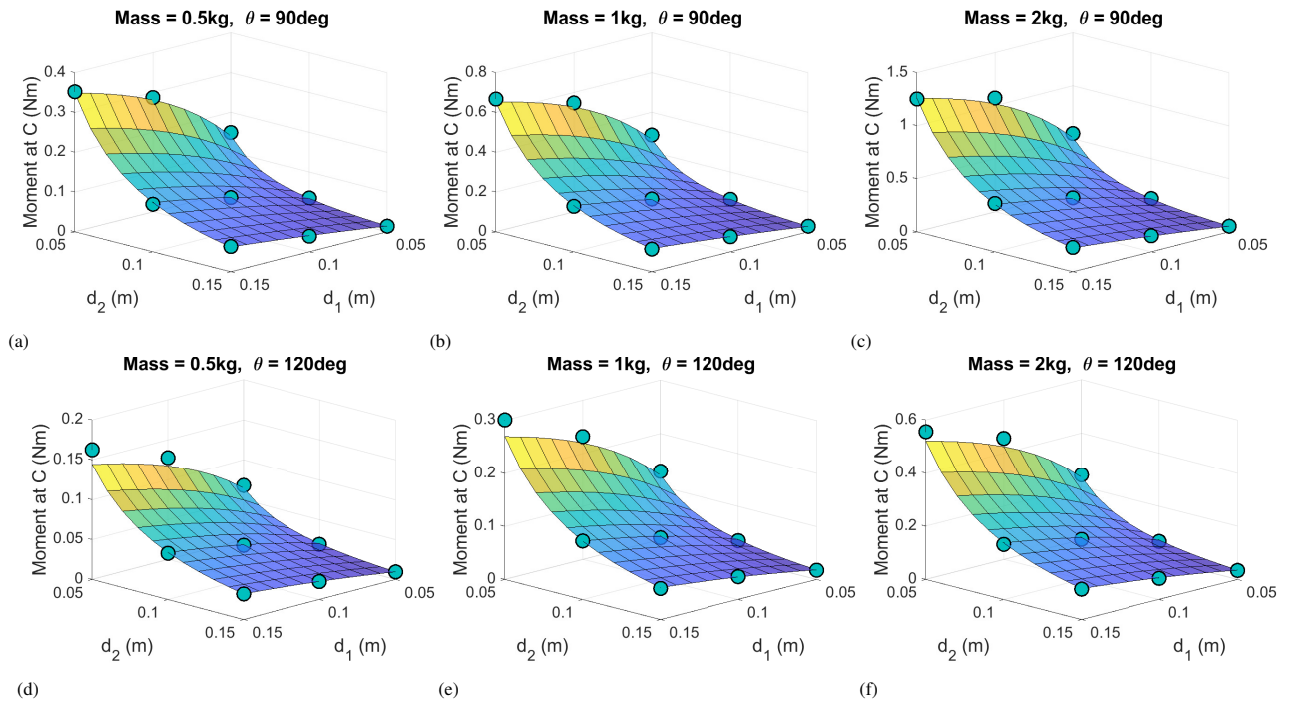 Mass = 0.5kg, θ = 90deg
Moment at C (Nm)
0.4
0.3
0.2
0.1
0
0.05
0.1
0.15
d2 (m)
0.15
0.1
0.05
d1 (m)
(a)
Mass = 1kg, θ = 90deg
Moment at C (Nm)
0.8
0.6
0.4
0.2
0
0.05
0.1
0.15
d2 (m)
0.15
0.1
0.05
d1 (m)
(b)
Mass = 2kg, θ = 90deg
Moment at C (Nm)
1.5
1
0.5
0
0.05
0.1
0.15
d2 (m)
0.15
0.1
0.05
d1 (m)
(c)
Mass = 0.5kg, θ = 120deg
Moment at C (Nm)
0.2
0.15
0.1
0.05
0
0.05
0.1
0.15
d2 (m)
0.15
0.1
0.05
d1 (m)
(d)
Mass = 1kg, θ = 120deg
Moment at C (Nm)
0.3
0.2
0.1
0
0.05
0.1
0.15
d2 (m)
0.15
0.1
0.05
d1 (m)
(e)
Mass = 2kg, θ = 120deg
Moment at C (Nm)
0.6
0.4
0.2
0
0.05
0.1
0.15
d2 (m)
0.15
0.1
0.05
d1 (m)
(f)